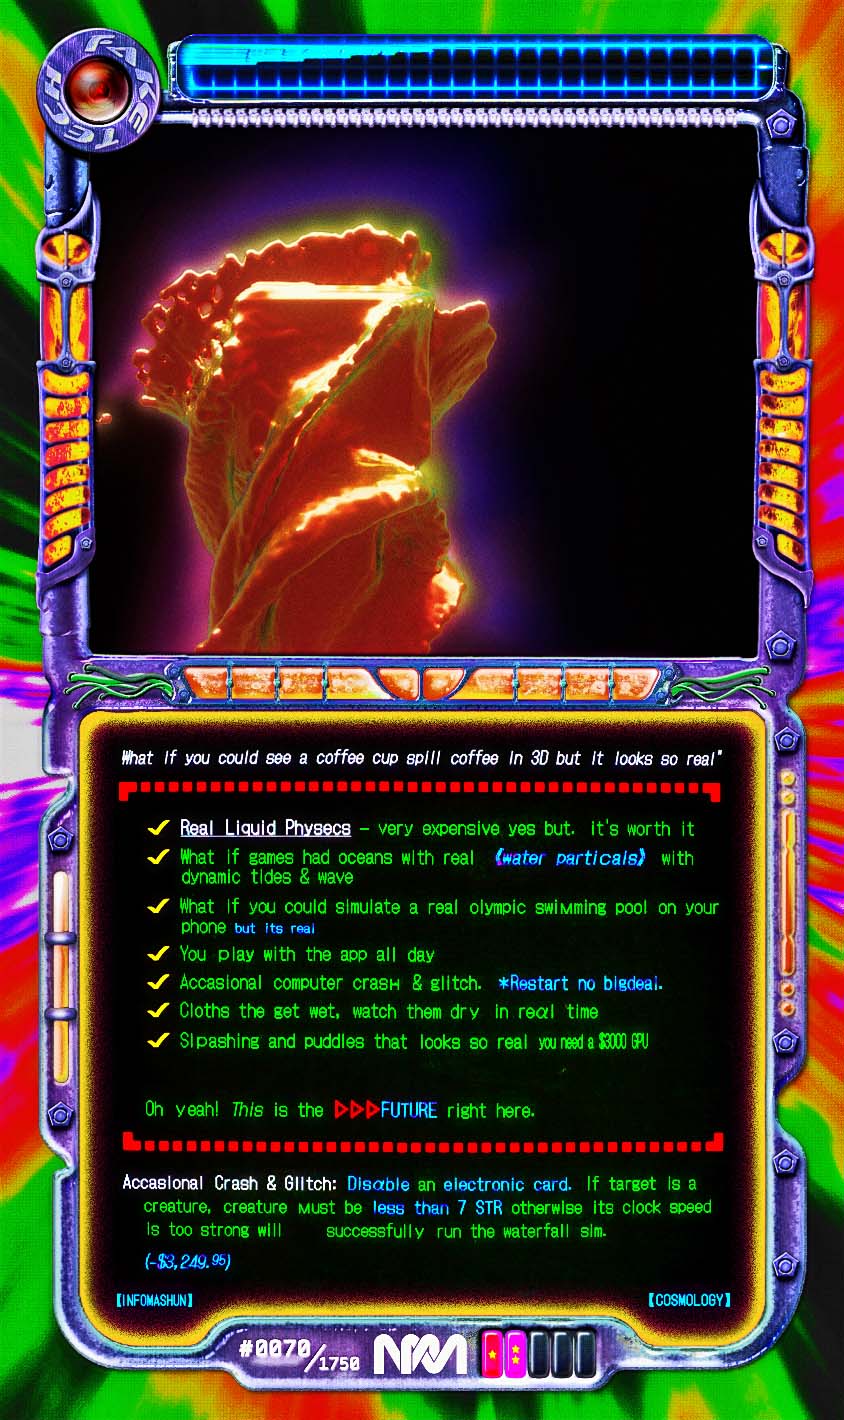 FAKE TECH
What if you could see a coffee cup spill coffee in 3D but it looks so real"
✓ Real Liquid Physecs – very expensive yes but. it's worth it
✓ What if games had oceans with real 《water particals》 with
dynamic tides & wave
✓ What if you could simulate a real olympic swimming pool on your
phone but its real
✓ You play with the app all day
✓ Accasional computer crash & glitch. *Restart no bigdeal.
✓ Cloths the get wet, watch them dry in real time
✓ Slpashing and puddles that looks so real you need a $3000 GPU
Oh yeah! This is the ▷▷▷FUTURE right here.
Accasional Crash & Glitch: Disable an electronic card. If target is a
creature, creature must be less than 7 STR otherwise its clock speed
is too strong will successfully run the waterfall sim.
(-$3,249.95)
【INFOMASHUN】 【COSMOLOGY】
#0070/1750 NM